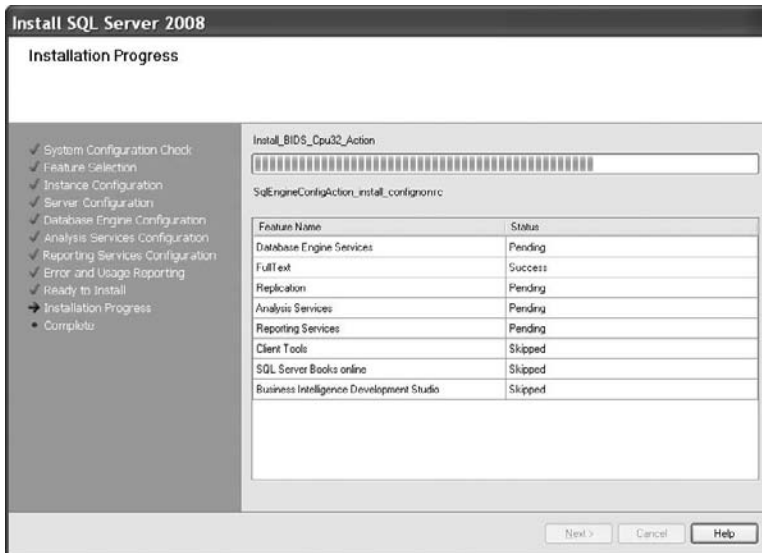 Install SQL Server 2008
Installation Progress
System Configuration Check
Feature Selection
Instance Configuration
Server Configuration
Database Engine Configuration
Analysis Services Configuration
Reporting Services Configuration
Error and Usage Reporting
Ready to Install
Installation Progress
Complete
Install_BIDS_Cpu32_Action
SqlEngineConfigAction_install_confignonrc
Feature Name Status
Database Engine Services Pending
FullText Success
Replication Pending
Analysis Services Pending
Reporting Services Pending
Client Tools Skipped
SQL Server Books online Skipped
Business Intelligence Development Studio Skipped
Next > Cancel Help